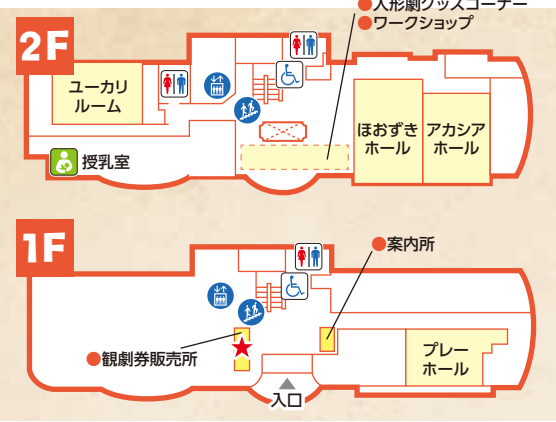 ●人形劇グッズコーナー
●ワークショップ
2F
ユーカリ
ルーム
ほおずき
ホール
アカシア
ホール
授乳室
1F
●案内所
●観劇券販売所
プレー
ホール
入口